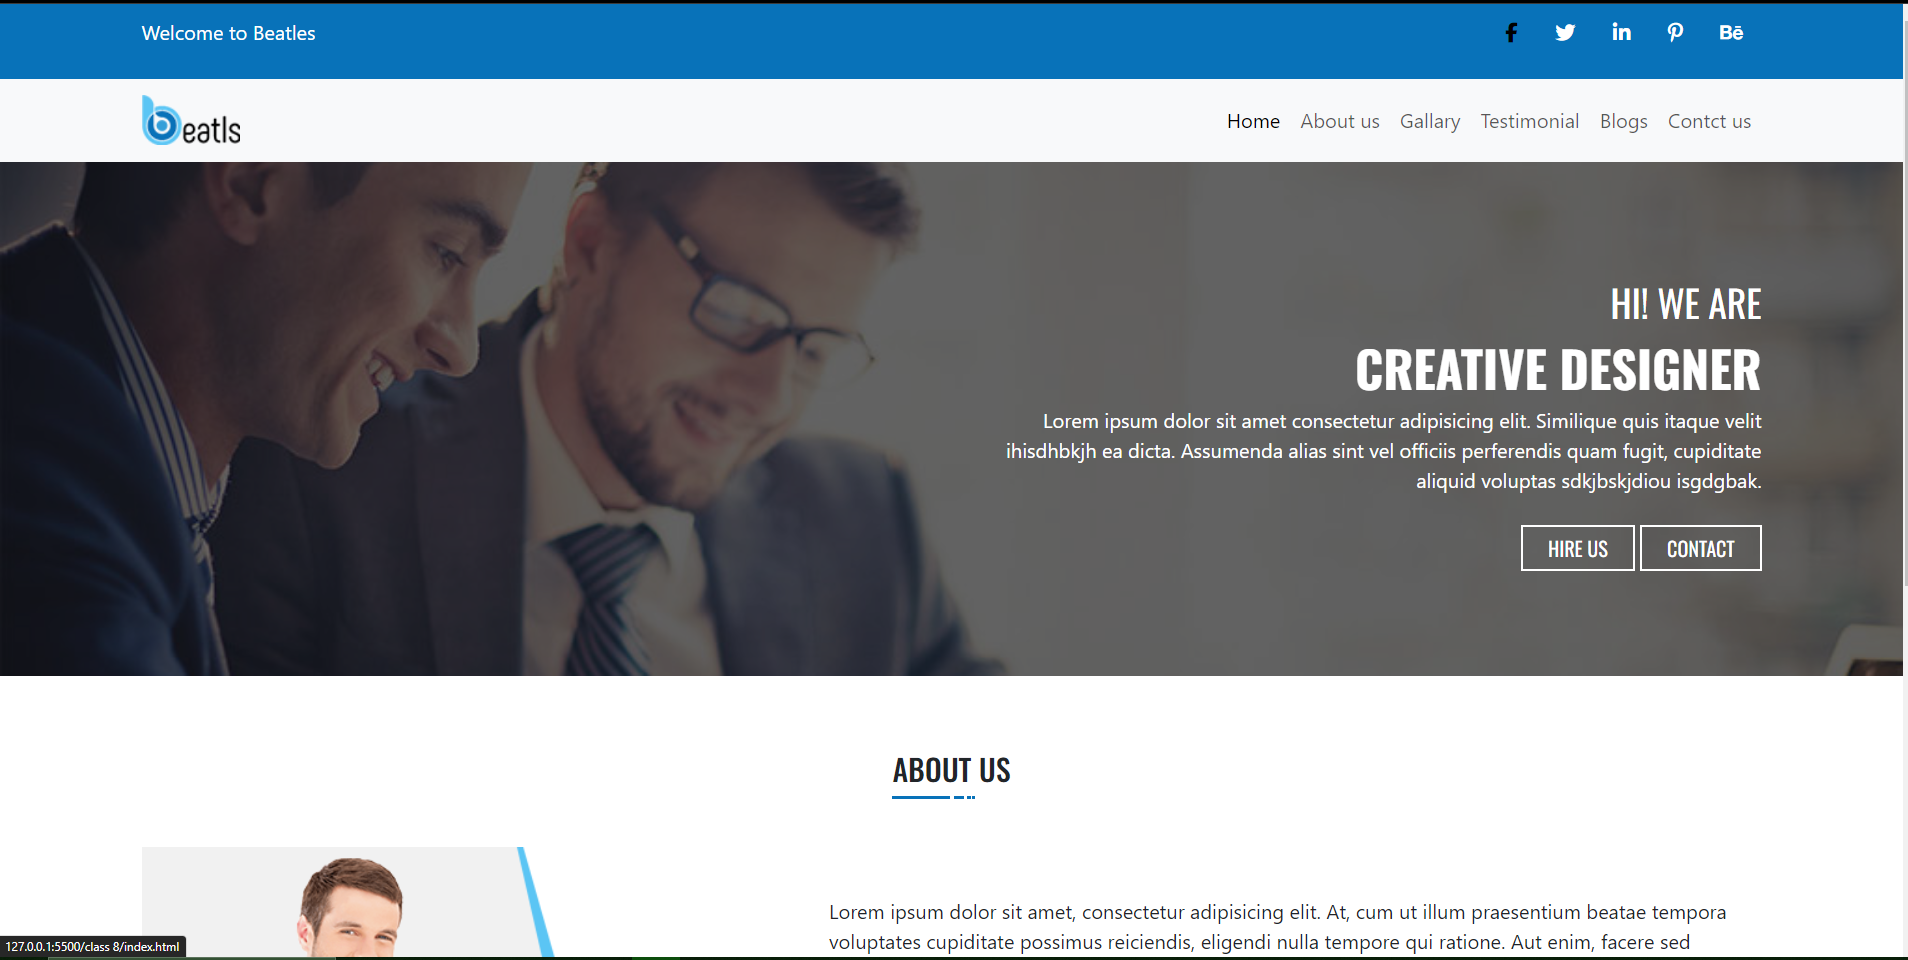 Welcome to Beatles
Bē
beatls
Home About us Gallary Testimonial Blogs Contct us
HI! WE ARE
CREATIVE DESIGNER
Lorem ipsum dolor sit amet consectetur adipisicing elit. Similique quis itaque velit
ihisdhbkjh ea dicta. Assumenda alias sint vel officiis perferendis quam fugit, cupiditate
aliquid voluptas sdkjbskjdiou isgdgbak.
HIRE US CONTACT
ABOUT US
Lorem ipsum dolor sit amet, consectetur adipisicing elit. At, cum ut illum praesentium beatae tempora
voluptates cupiditate possimus reiciendis, eligendi nulla tempore qui ratione. Aut enim, facere sed
127.0.0.1:5500/class 8/index.html